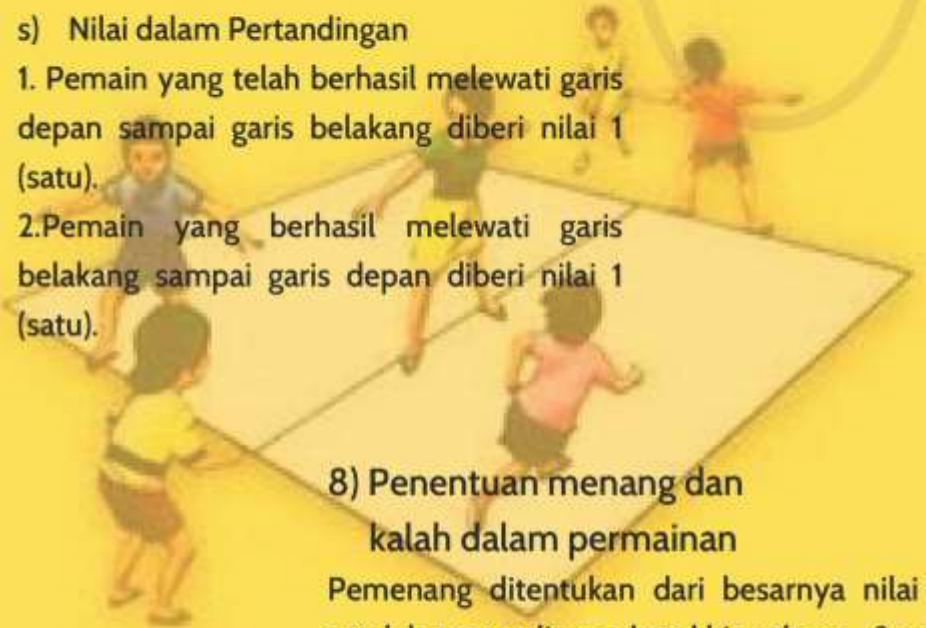 s) Nilai dalam Pertandingan
1. Pemain yang telah berhasil melewati garis
depan sampai garis belakang diberi nilai 1
(satu).
2.Pemain yang berhasil melewati garis
belakang sampai garis depan diberi nilai 1
(satu).
8) Penentuan menang dan
kalah dalam permainan
Pemenang ditentukan dari besarnya nilai